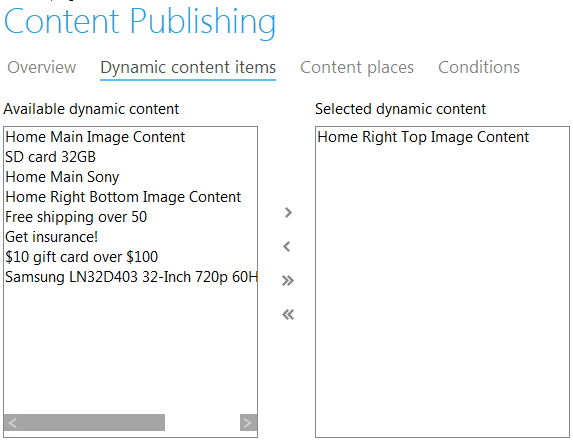 Content Publishing
Overview Dynamic content items Content places Conditions
Available dynamic content
Selected dynamic content
Home Main Image Content
SD card 32GB
Home Main Sony
Home Right Bottom Image Content
Free shipping over 50
Get insurance!
$10 gift card over $100
Samsung LN32D403 32-Inch 720p 60H
Home Right Top Image Content